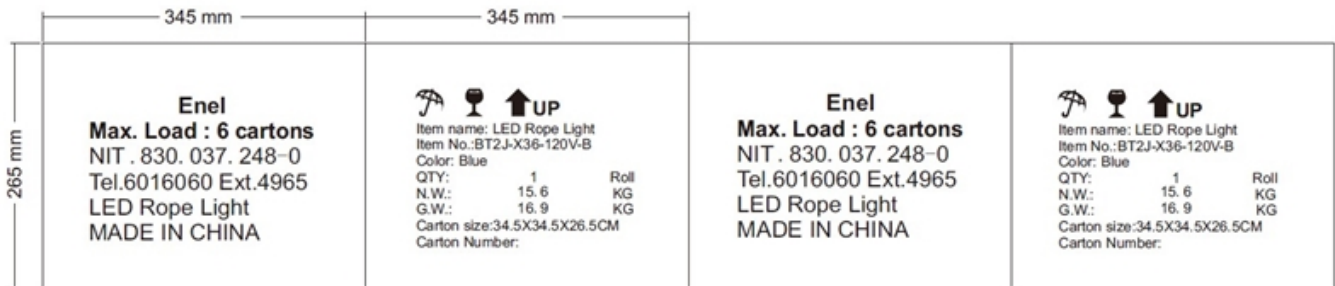 345 mm
345 mm
265 mm
Enel
Max. Load : 6 cartons
NIT . 830. 037. 248-0
Tel.6016060 Ext.4965
LED Rope Light
MADE IN CHINA
UP
Item name: LED Rope Light
Item No.:BT2J-X36-120V-B
Color: Blue
QTY: 1 Roll
N.W.: 15. 6 KG
G.W.: 16. 9 KG
Carton size:34.5X34.5X26.5CM
Carton Number:
Enel
Max. Load : 6 cartons
NIT . 830. 037. 248-0
Tel.6016060 Ext.4965
LED Rope Light
MADE IN CHINA
UP
Item name: LED Rope Light
Item No.:BT2J-X36-120V-B
Color: Blue
QTY: 1 Roll
N.W.: 15. 6 KG
G.W.: 16. 9 KG
Carton size:34.5X34.5X26.5CM
Carton Number: